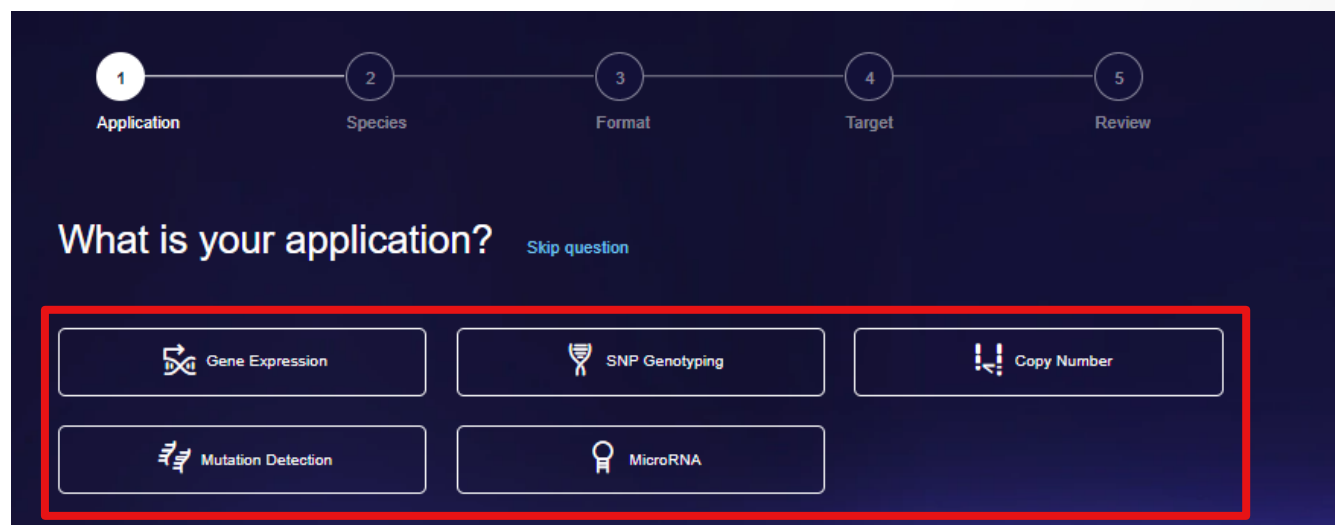 1 2 3 4 5
Application Species Format Target Review
What is your application? Skip question
Gene Expression SNP Genotyping Copy Number
Mutation Detection MicroRNA